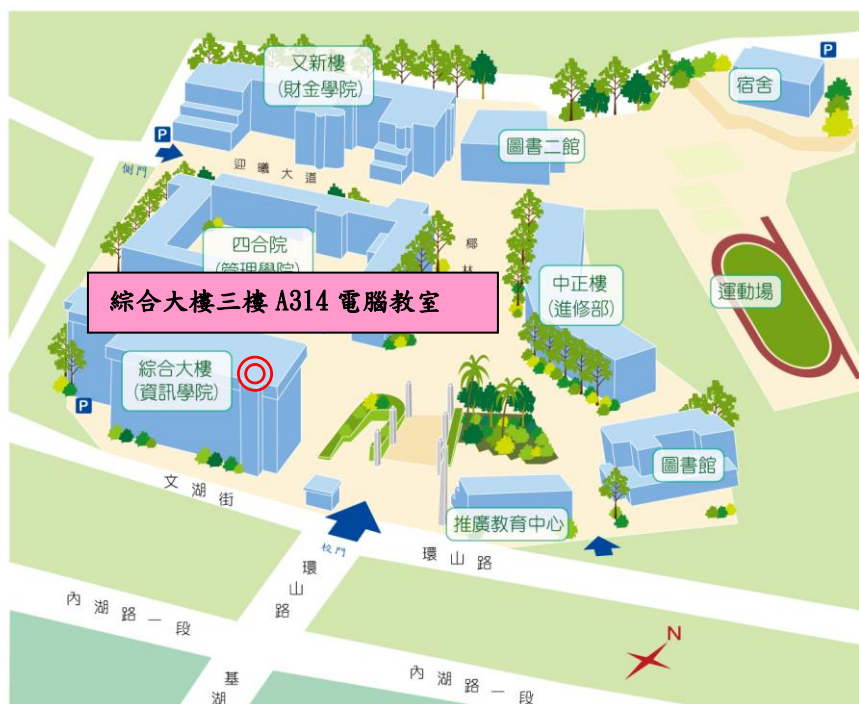 又新樓
(財金學院)
P
宿舍
圖書二館
P
側門
迎曦大道
四合院
(管理學院)
椰林
中正樓
(進修部)
運動場
綜合大樓三樓 A314 電腦教室
綜合大樓
(資訊學院)
P
圖書館
文湖街
推廣教育中心
校門
環山路
環山路
內湖路一段
N
基湖
內湖路一段